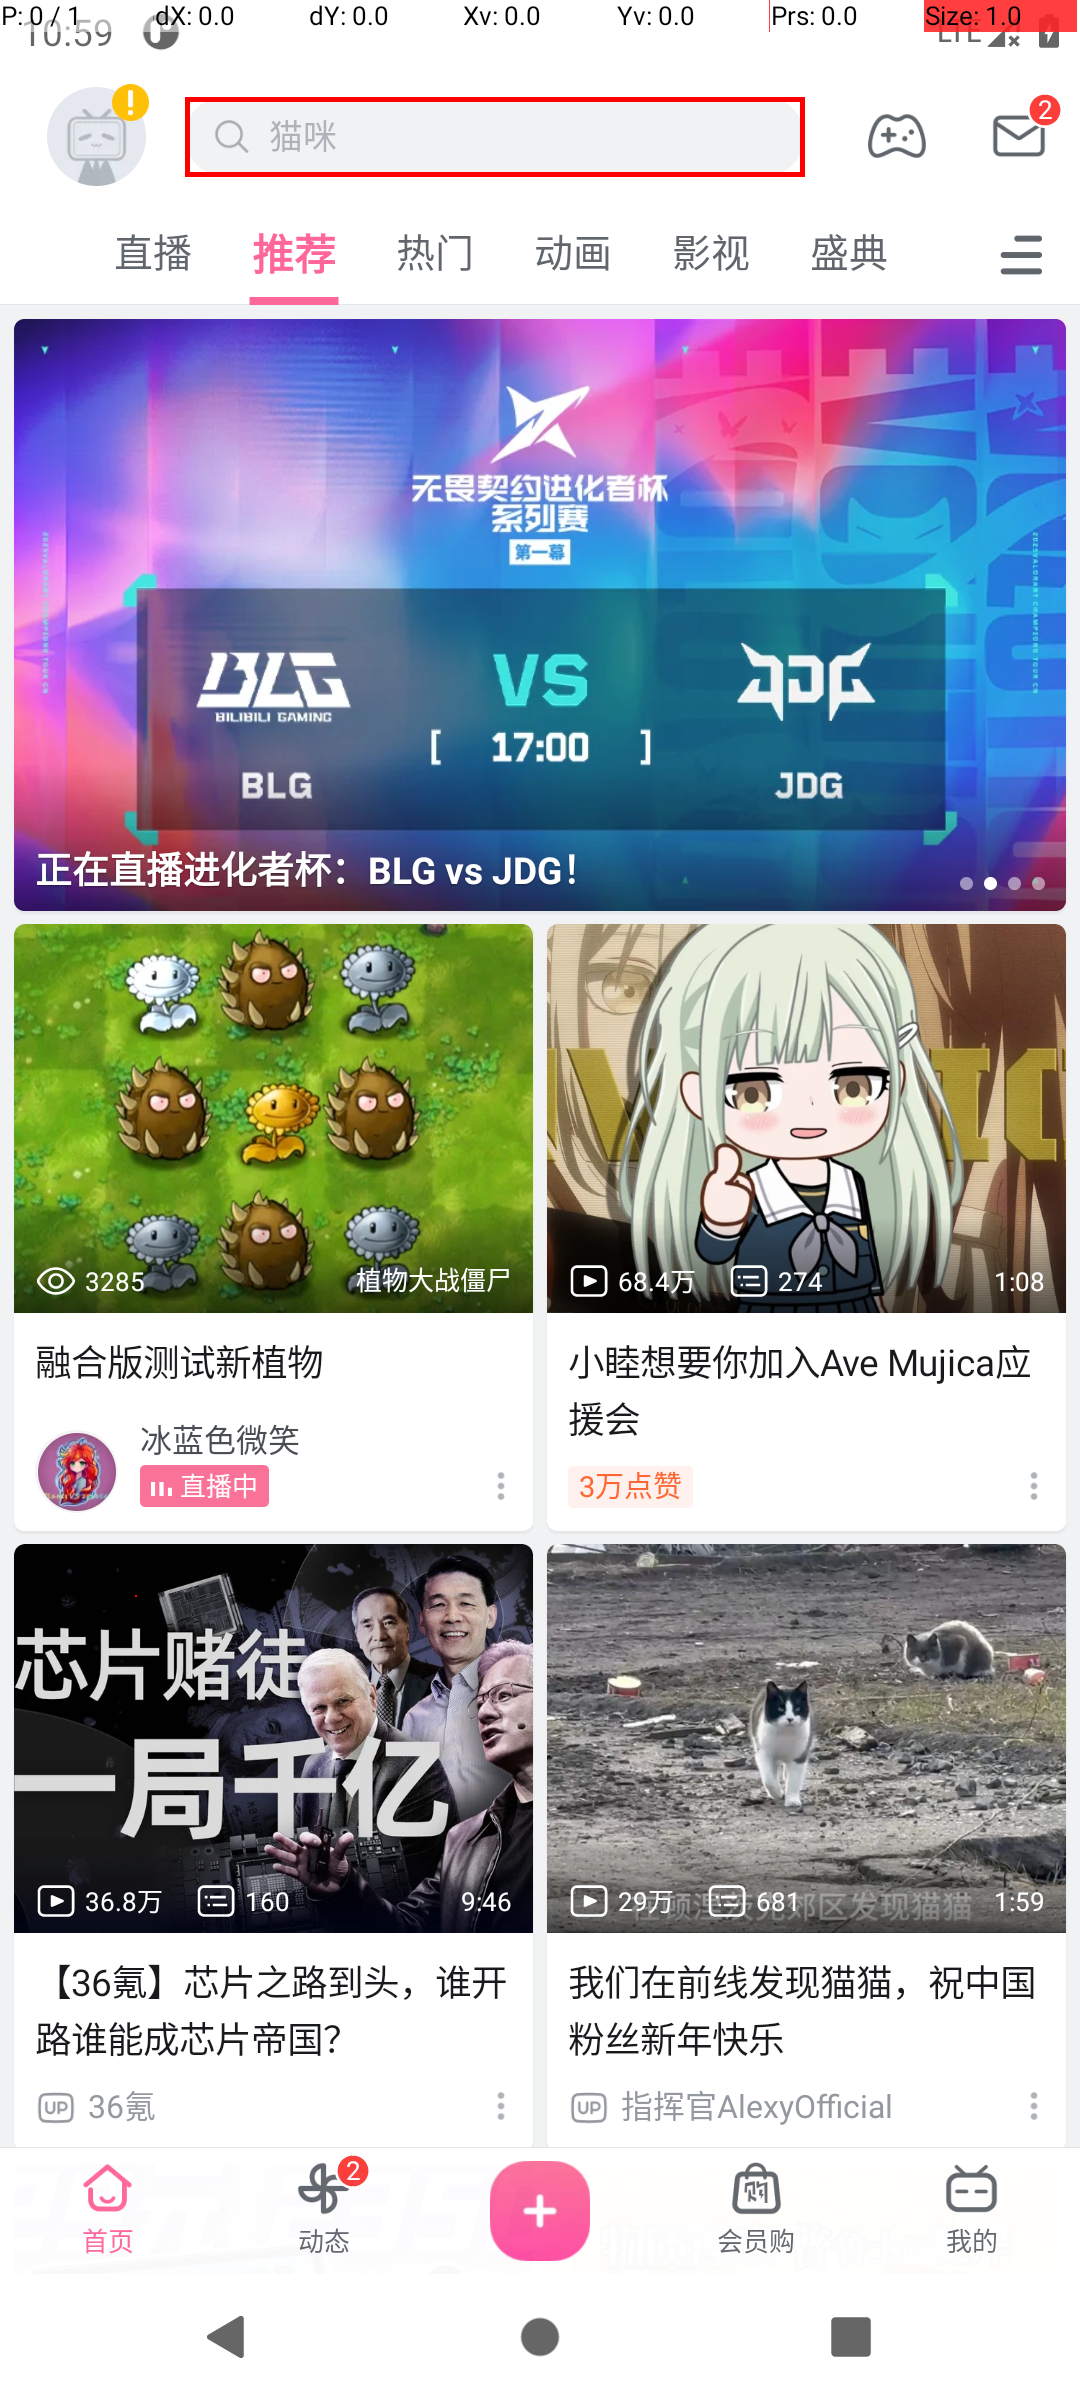 P: 0 / 1 dX: 0.0 dY: 0.0 Xv: 0.0 Yv: 0.0 Prs: 0.0 Size: 1.0
10:59 LTE
猫咪
2
直播 推荐 热门 动画 影视 盛典
无畏契约进化者杯
系列赛
第一幕
BLG VS JDG
BILIBILI GAMING
[ 17:00 ]
BLG JDG
正在直播进化者杯：BLG vs JDG！
3285 植物大战僵尸
68.4万 274 1:08
融合版测试新植物
小睦想要你加入Ave Mujica应
援会
冰蓝色微笑
直播中
3万点赞
芯片赌徒
一局千亿
36.8万 160 9:46
29万 681 1:59
郊区发现猫猫
【36氪】芯片之路到头，谁开
路谁能成芯片帝国？
我们在前线发现猫猫，祝中国
粉丝新年快乐
UP 36氪
UP 指挥官AlexyOfficial
2
首页 动态 会员购 我的